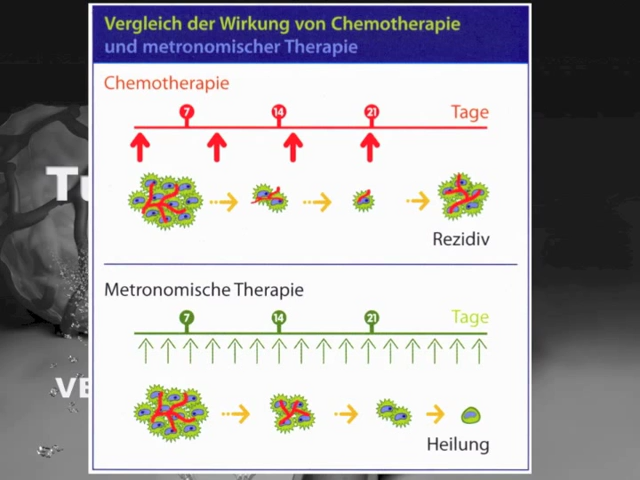 Vergleich der Wirkung von Chemotherapie
und metronomischer Therapie
Chemotherapie
7 14 21 Tage
Rezidiv
Metronomische Therapie
7 14 21 Tage
Heilung